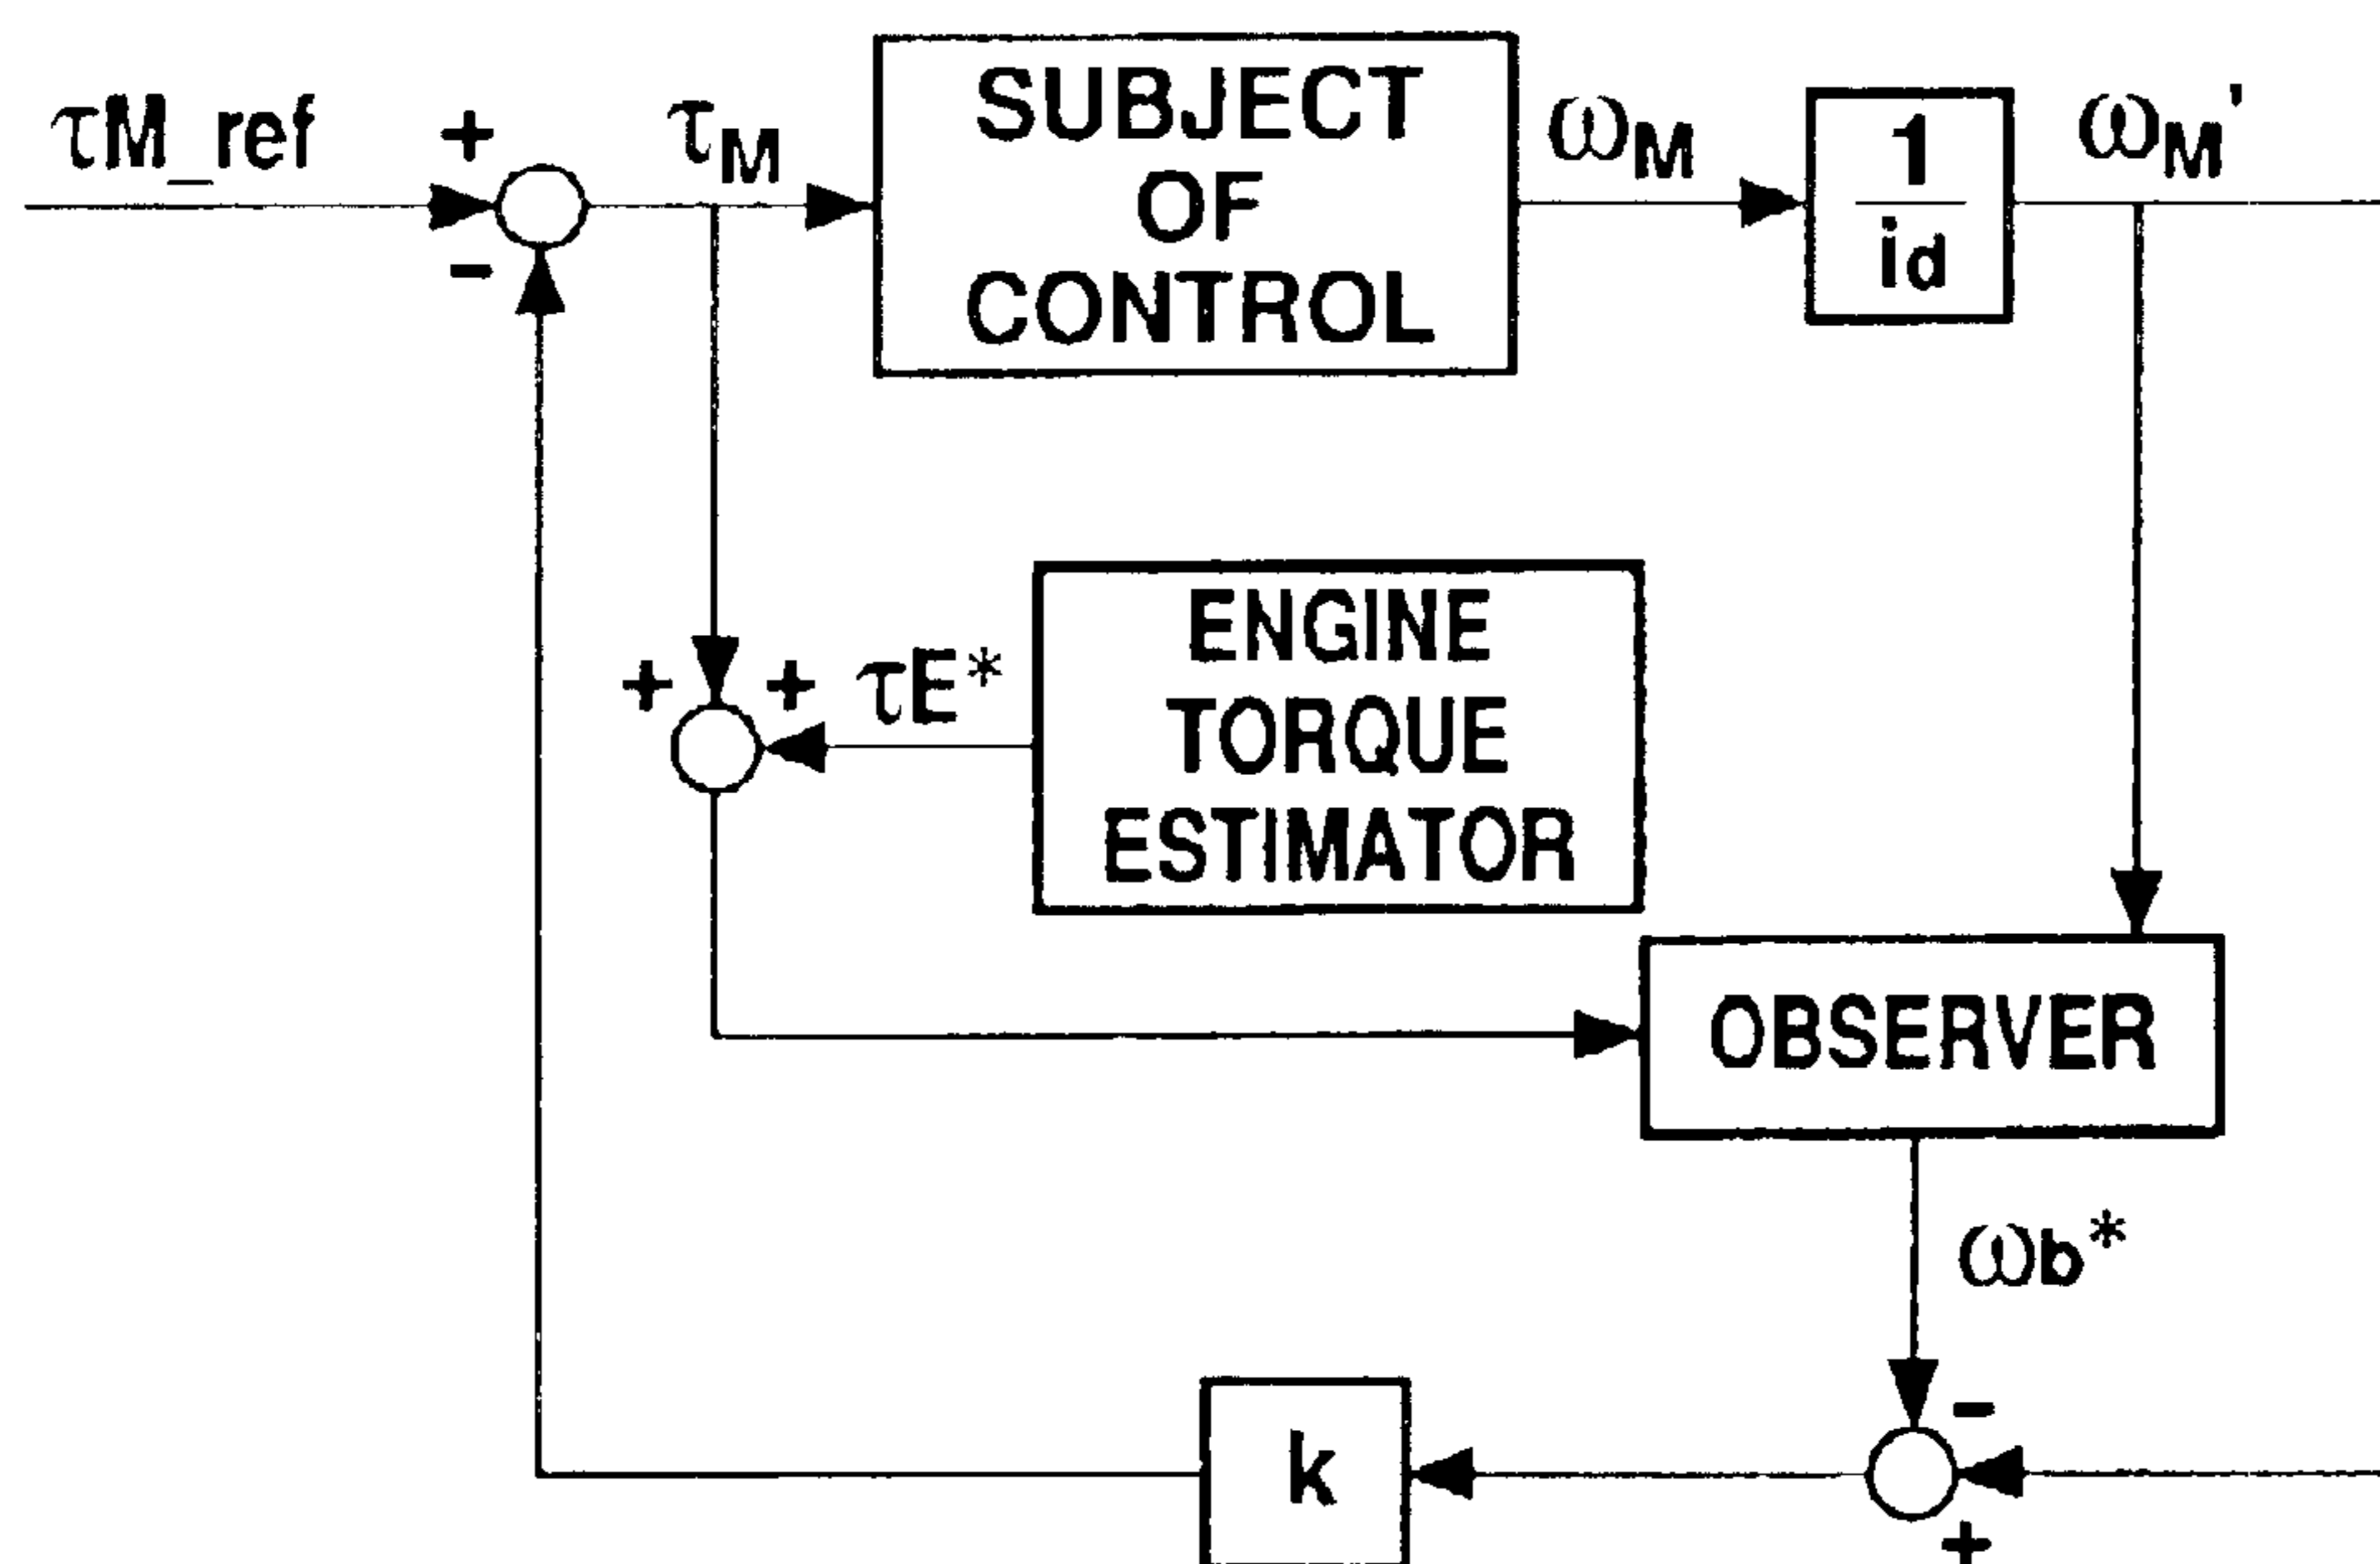 τM_ref
+
-
τM
SUBJECT
OF
CONTROL
ωM
1
id
ωM'
+
+
τE*
ENGINE
TORQUE
ESTIMATOR
OBSERVER
ωb*
-
+
k